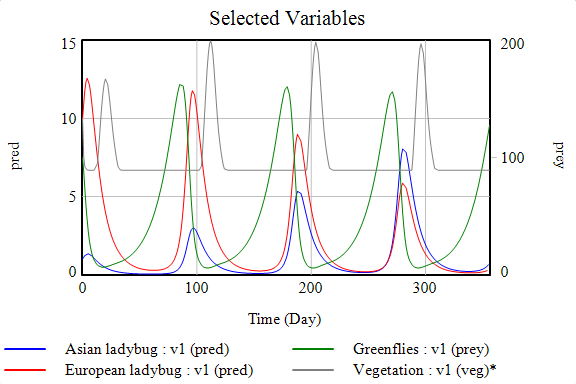 Selected Variables
15
10
5
0
200
100
0
pred
prey
0
100
200
300
Time (Day)
Asian ladybug : v1 (pred)
European ladybug : v1 (pred)
Greenflies : v1 (prey)
Vegetation : v1 (veg)*